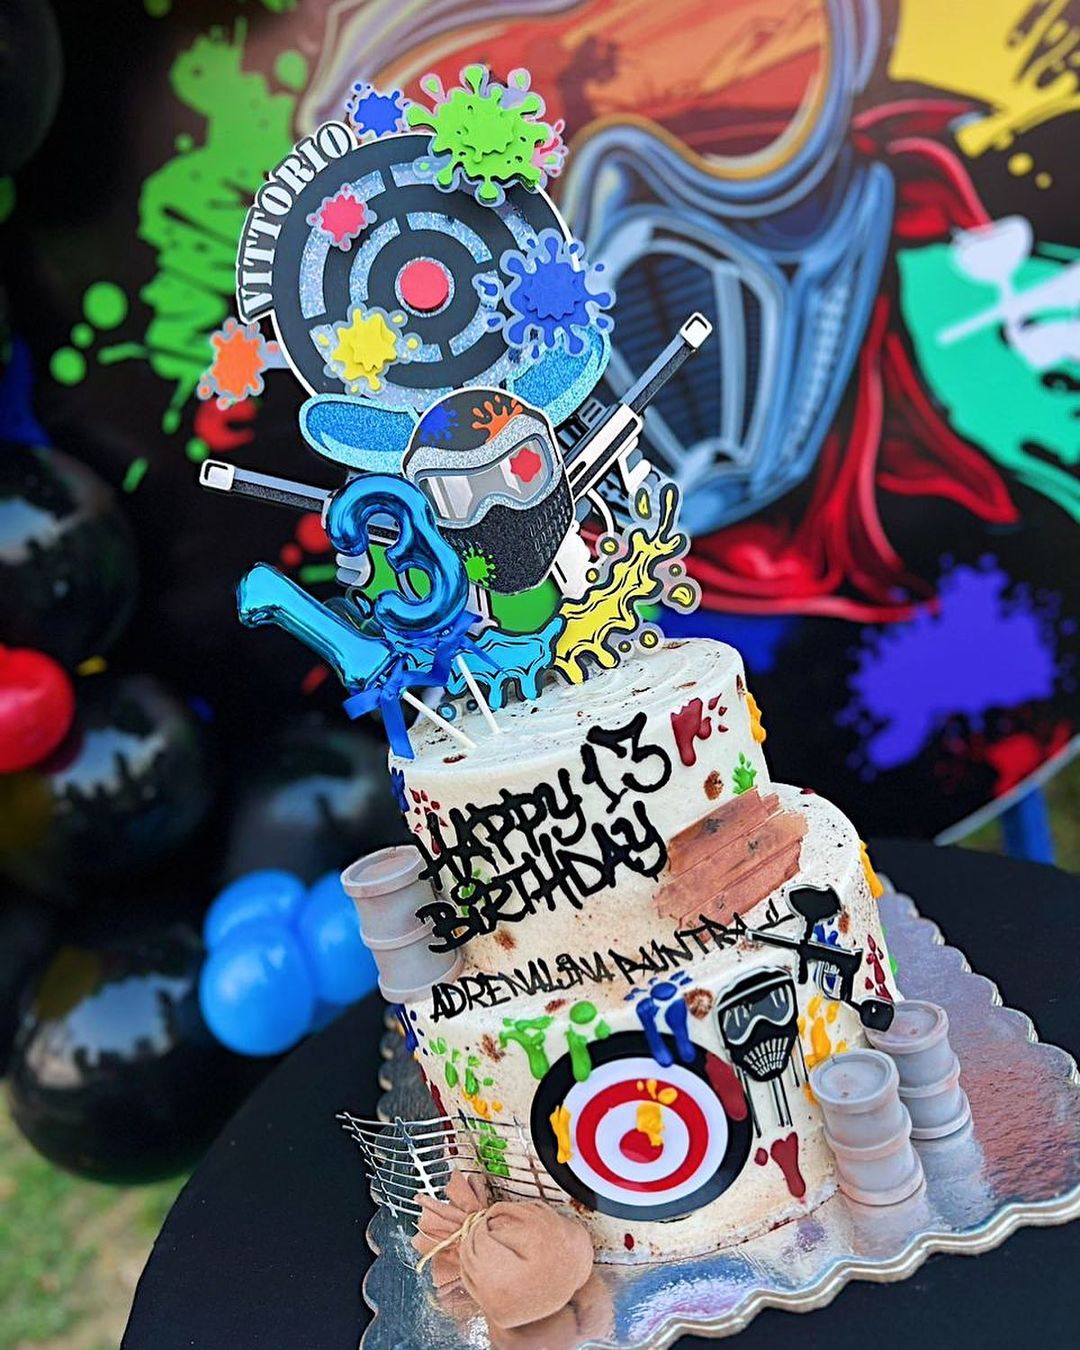 VITTORIO
13
HAPPY 13
BIRTHDAY
ADRENALINA PAINTBALL